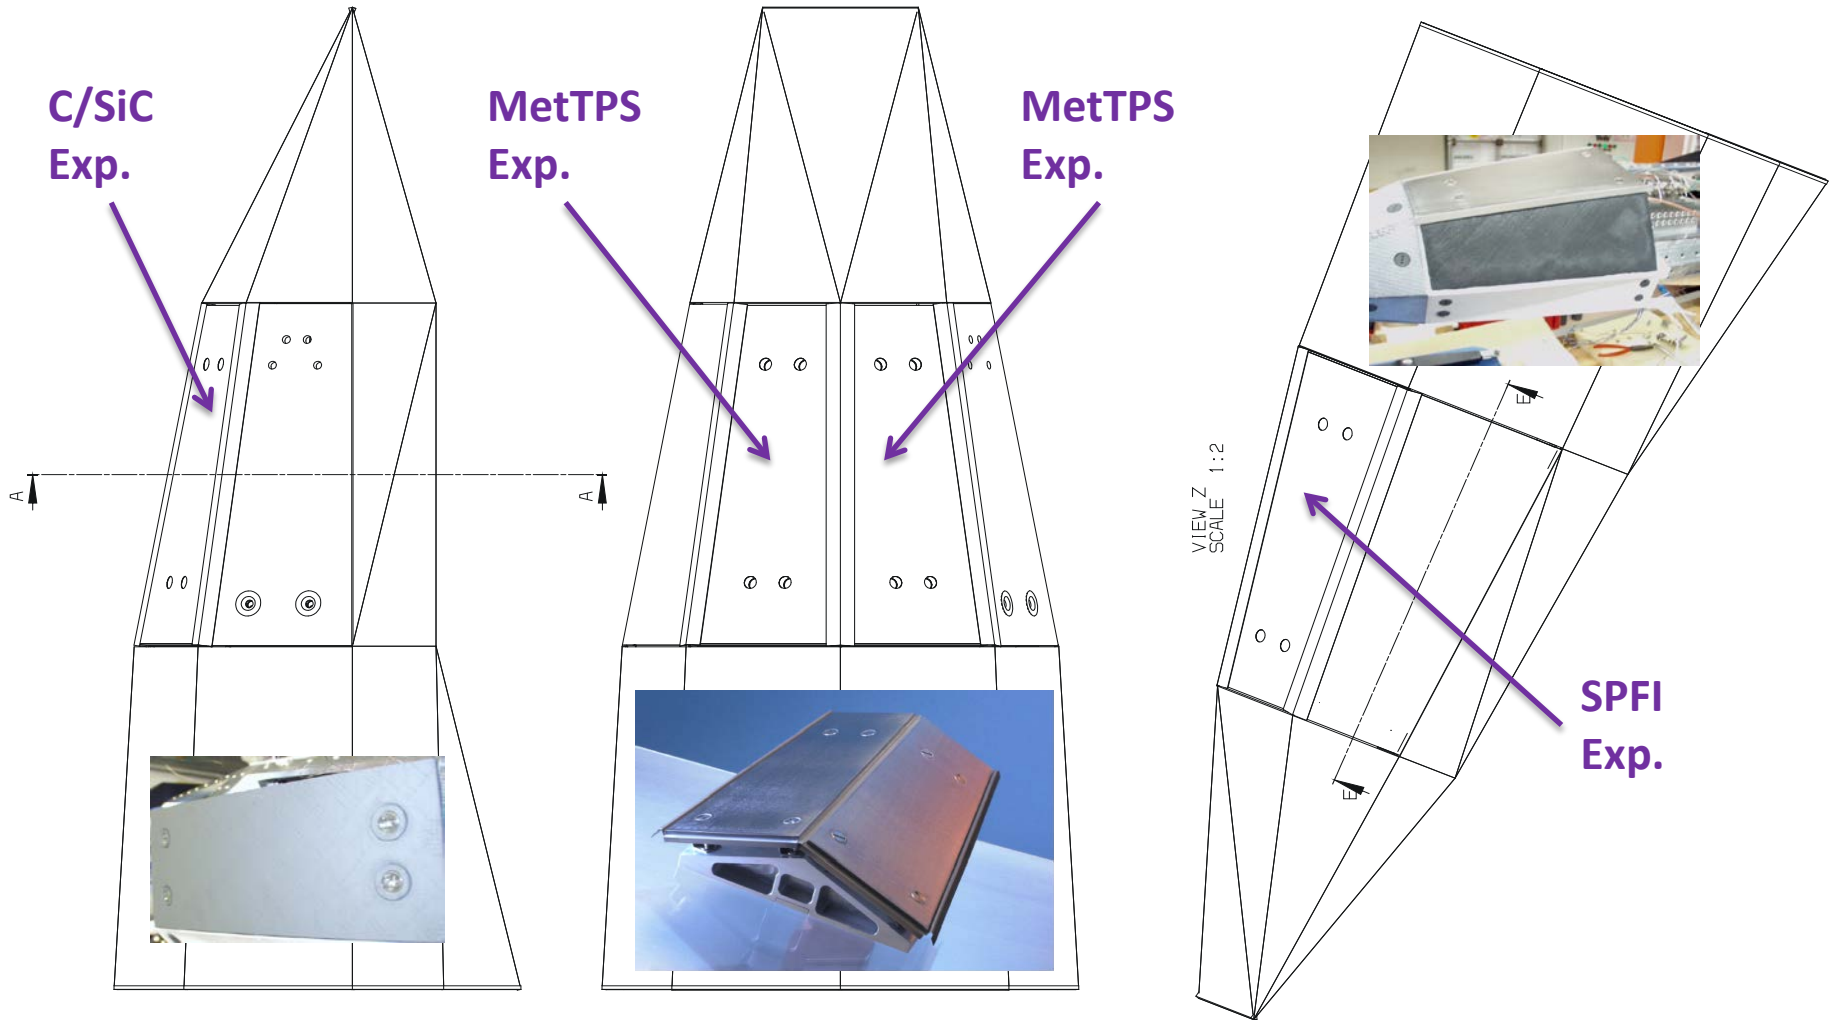 C/SiC
Exp.
MetTPS
Exp.
MetTPS
Exp.
A
A
VIEW Z
SCALE 1:2
E
E
SPFI
Exp.